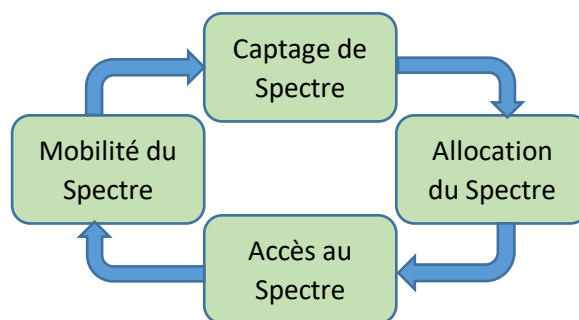 Captage de
Spectre
Mobilité du
Spectre
Allocation
du Spectre
Accès au
Spectre